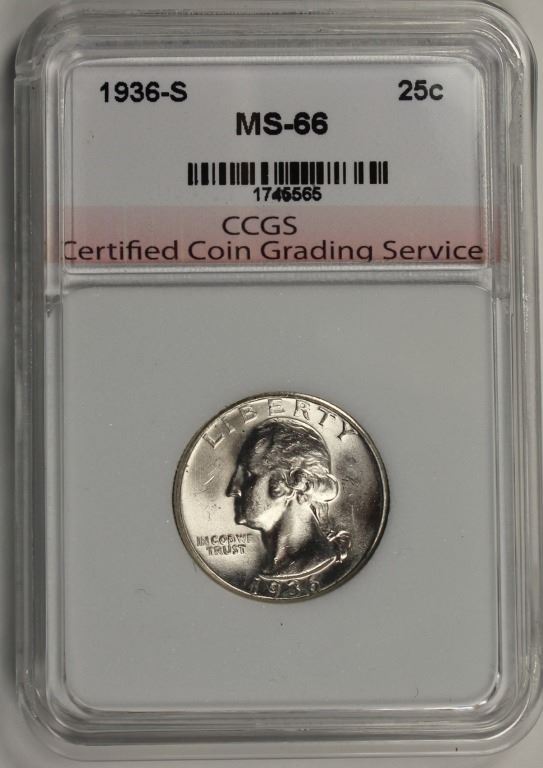 1936-S 25c
MS-66
1745565
CCGS
Certified Coin Grading Service
LIBERTY
IN GOD WE
TRUST
1936